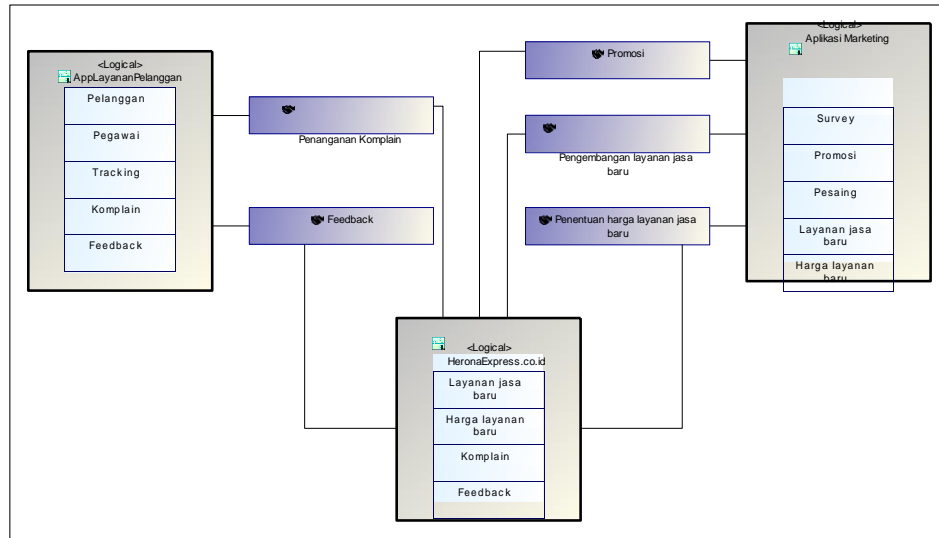 <Logical>
AppLayananPelanggan
Pelanggan
Pegawai
Tracking
Komplain
Feedback
Penanganan Komplain
Feedback
Promosi
Pengembangan layanan jasa
baru
Penentuan harga layanan jasa
baru
<Logical>
Aplikasi Marketing
Survey
Promosi
Pesaing
Layanan jasa
baru
Harga layanan
baru
<Logical>
HeronaExpress.co.id
Layanan jasa
baru
Harga layanan
baru
Komplain
Feedback